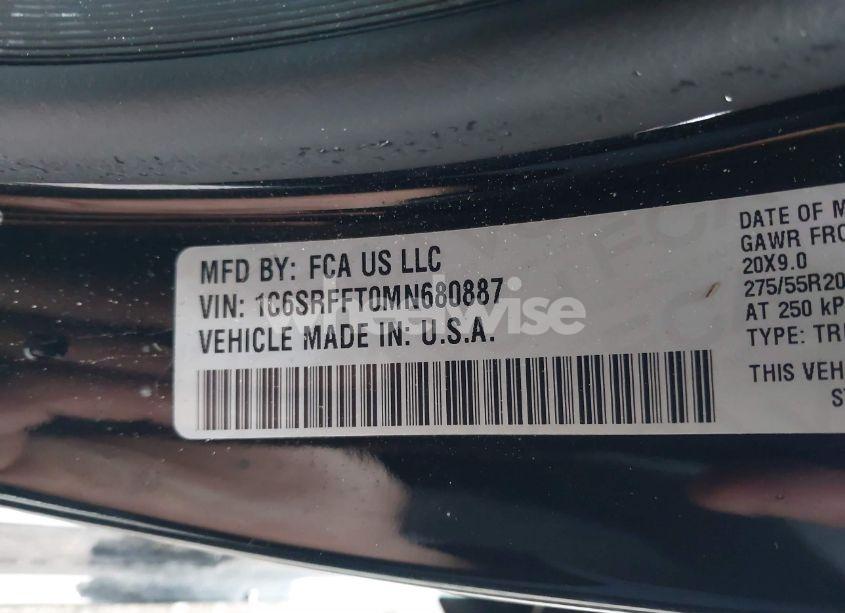 MFD BY: FCA US LLC
VIN: 1C6SRFFT0MN680887
VEHICLE MADE IN: U.S.A.
DATE OF M
GAWR FRO
20X9.0
275/55R20
AT 250 kP
TYPE: TR
THIS VEH
S
wheelwise